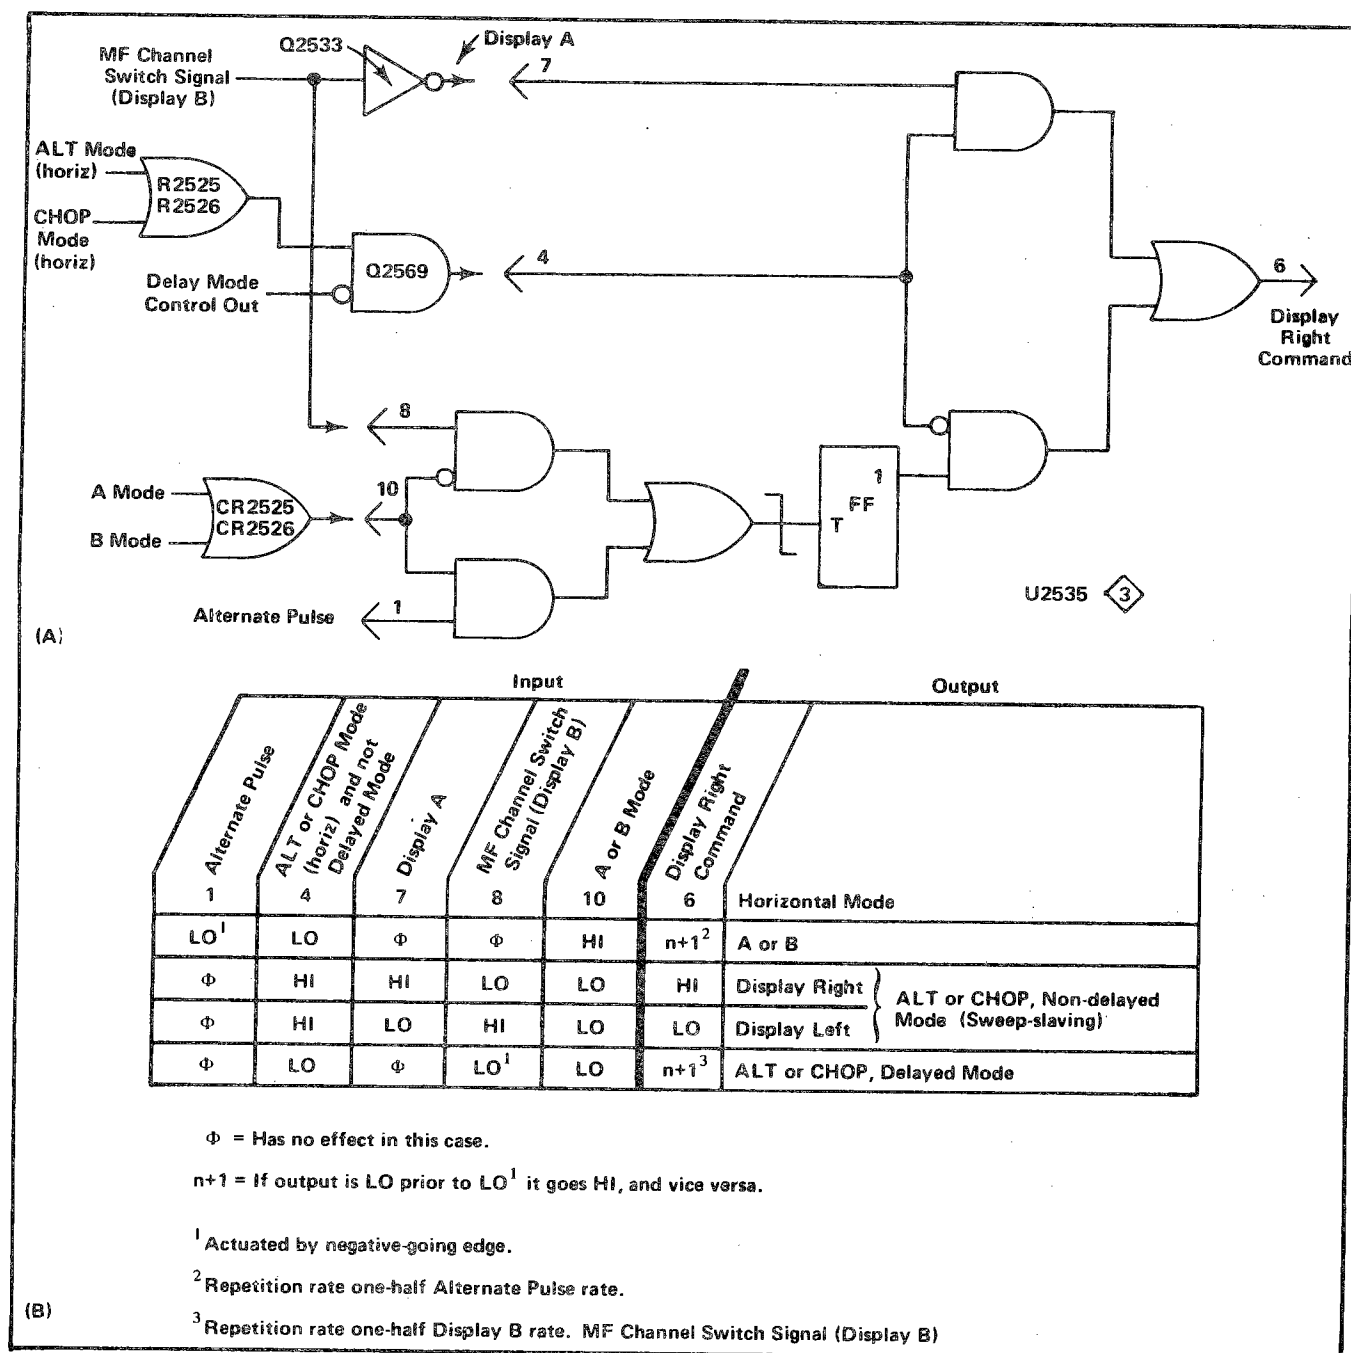 MF Channel
Switch Signal
(Display B)
Q2533
Display A
7
ALT Mode
(horiz)
R2525
R2526
CHOP
Mode
(horiz)
Q2569
4
Delay Mode
Control Out
6
Display
Right
Command
8
A Mode
CR2525
CR2526
B Mode
10
1
FF
T
Alternate Pulse
1
U2535 3
(A)
Input Output
Alternate Pulse
ALT or CHOP Mode
(horiz) and not
Delayed Mode
Display A
MF Channel Switch
Signal (Display B)
A or B Mode
Display Right
Command
1 4 7 8 10 6 Horizontal Mode
LO¹ LO Φ Φ HI n+1² A or B
Φ HI HI LO LO HI Display Right
ALT or CHOP, Non-delayed
Mode (Sweep-slaving)
Φ HI LO HI LO LO Display Left
Φ LO Φ LO¹ LO n+1³ ALT or CHOP, Delayed Mode
Φ = Has no effect in this case.
n+1 = If output is LO prior to LO¹ it goes HI, and vice versa.
¹Actuated by negative-going edge.
²Repetition rate one-half Alternate Pulse rate.
³Repetition rate one-half Display B rate. MF Channel Switch Signal (Display B)
(B)